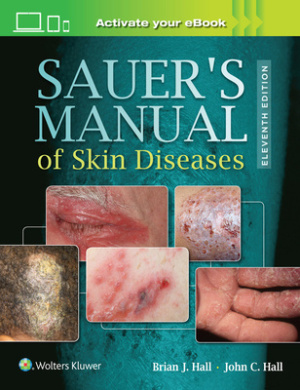 Activate your eBook
SAUER'S
MANUAL
of Skin Diseases
ELEVENTH EDITION
Wolters Kluwer
Brian J. Hall • John C. Hall